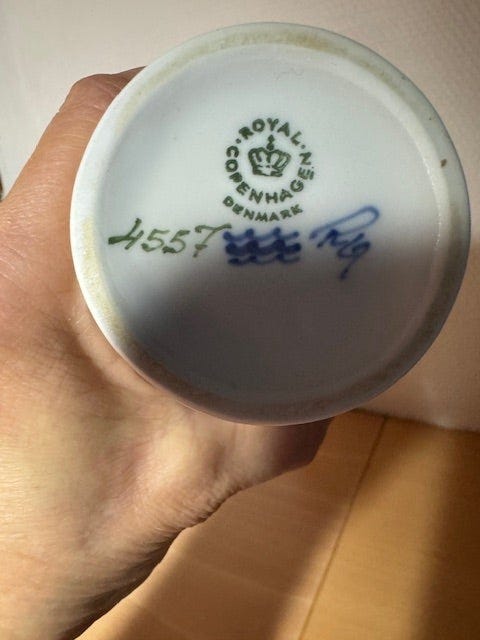 ROYAL
COPENHAGEN
DENMARK
4557